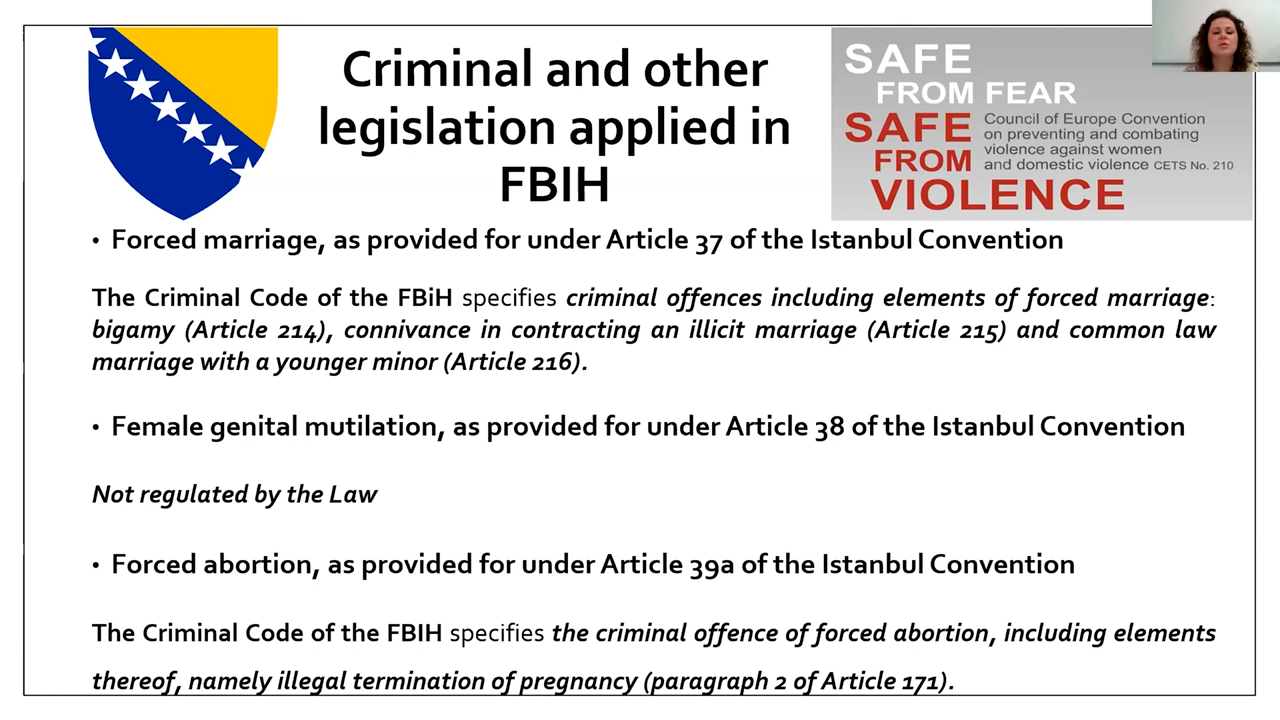 Criminal and other
legislation applied in
FBIH
SAFE
FROM FEAR
SAFE
FROM
VIOLENCE
Council of Europe Convention
on preventing and combating
violence against women
and domestic violence CETS No. 210
• Forced marriage, as provided for under Article 37 of the Istanbul Convention
The Criminal Code of the FBiH specifies criminal offences including elements of forced marriage:
bigamy (Article 214), connivance in contracting an illicit marriage (Article 215) and common law
marriage with a younger minor (Article 216).
• Female genital mutilation, as provided for under Article 38 of the Istanbul Convention
Not regulated by the Law
• Forced abortion, as provided for under Article 39a of the Istanbul Convention
The Criminal Code of the FBIH specifies the criminal offence of forced abortion, including elements
thereof, namely illegal termination of pregnancy (paragraph 2 of Article 171).